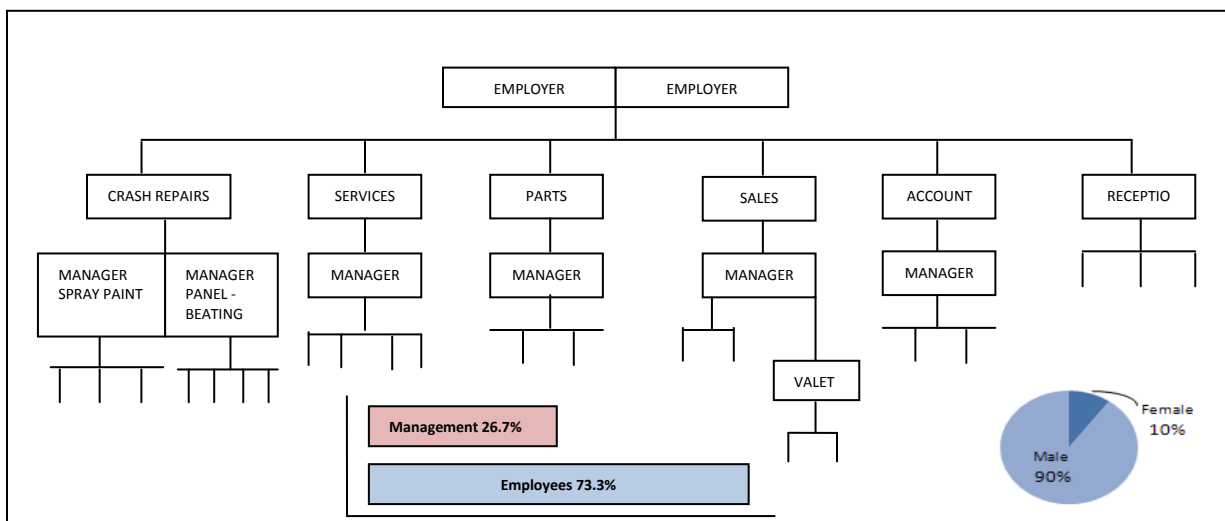 EMPLOYER EMPLOYER
CRASH REPAIRS SERVICES PARTS SALES ACCOUNT RECEPTIO
MANAGER
SPRAY PAINT
MANAGER
PANEL -
BEATING
MANAGER MANAGER MANAGER MANAGER
VALET
Management 26.7%
Employees 73.3%
Female
10%
Male
90%